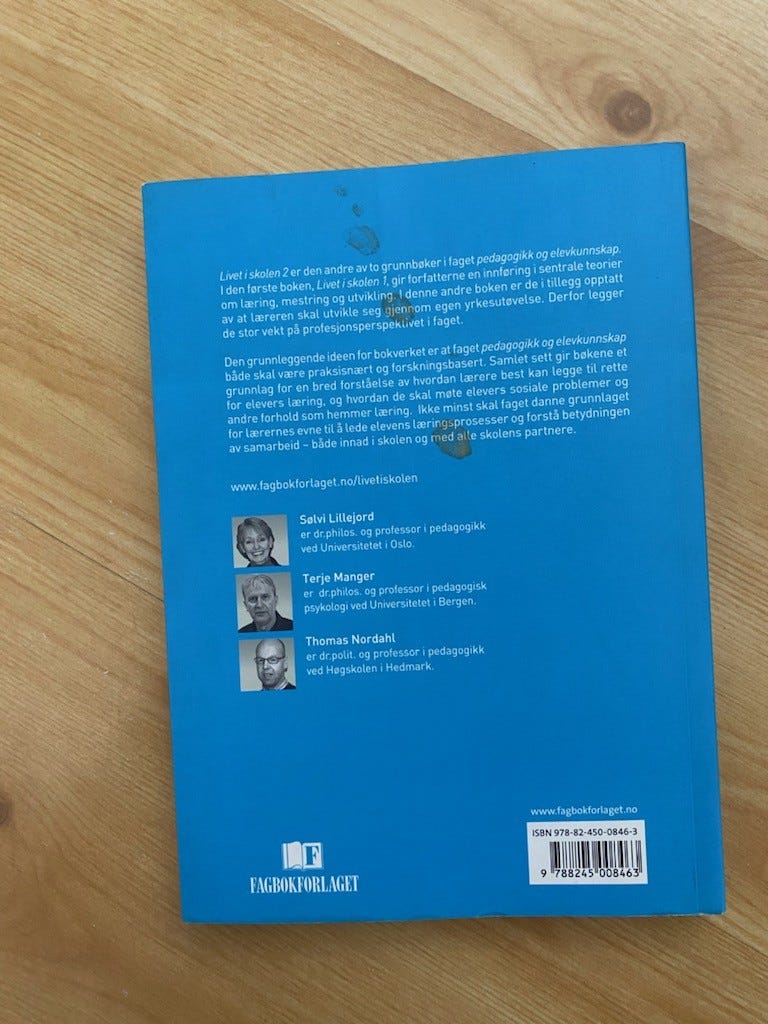 Livet i skolen 2 er den andre av to grunnbøker i faget pedagogikk og elevkunnskap.
I den første boken, Livet i skolen 1, gir forfatterne en innføring i sentrale teorier
om læring, mestring og utvikling. I denne andre boken er de i tillegg opptatt
av at læreren skal utvikle seg gjennom egen yrkesutøvelse. Derfor legger
de stor vekt på profesjonsperspektivet i faget.
Den grunnleggende ideen for bokverket er at faget pedagogikk og elevkunnskap
både skal være praksisnært og forskningsbasert. Samlet sett gir bøkene et
grunnlag for en bred forståelse av hvordan lærere best kan legge til rette
for elevers læring, og hvordan de skal møte elevers sosiale problemer og
andre forhold som hemmer læring. Ikke minst skal faget danne grunnlaget
for lærernes evne til å lede elevens læringsprosesser og forstå betydningen
av samarbeid – både innad i skolen og med alle skolens partnere.
www.fagbokforlaget.no/livetiskolen
Sølvi Lillejord
er dr.philos. og professor i pedagogikk
ved Universitetet i Oslo.
Terje Manger
er dr.philos. og professor i pedagogisk
psykologi ved Universitetet i Bergen.
Thomas Nordahl
er dr.polit. og professor i pedagogikk
ved Høgskolen i Hedmark.
www.fagbokforlaget.no
ISBN 978-82-450-0846-3
9 788245 008463
F
FAGBOKFORLAGET